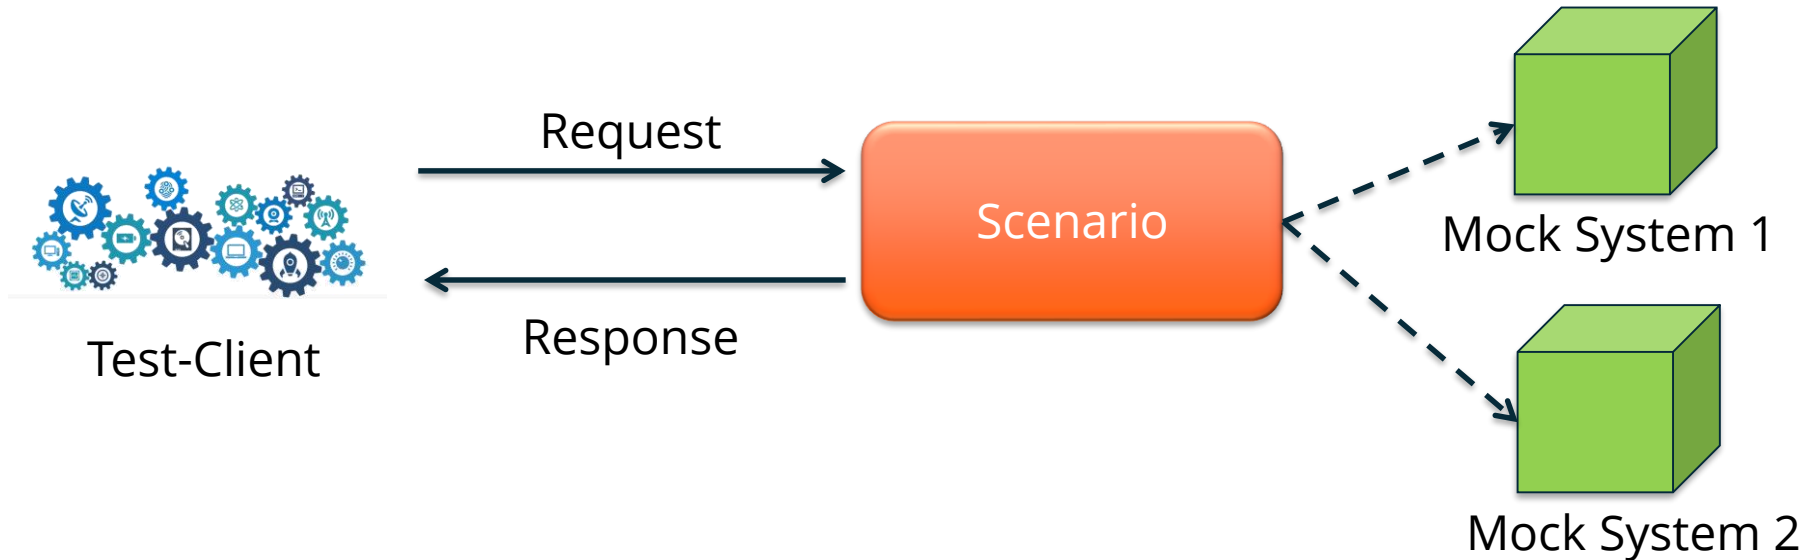 Request
Scenario
Mock System 1
Test-Client
Response
Mock System 2